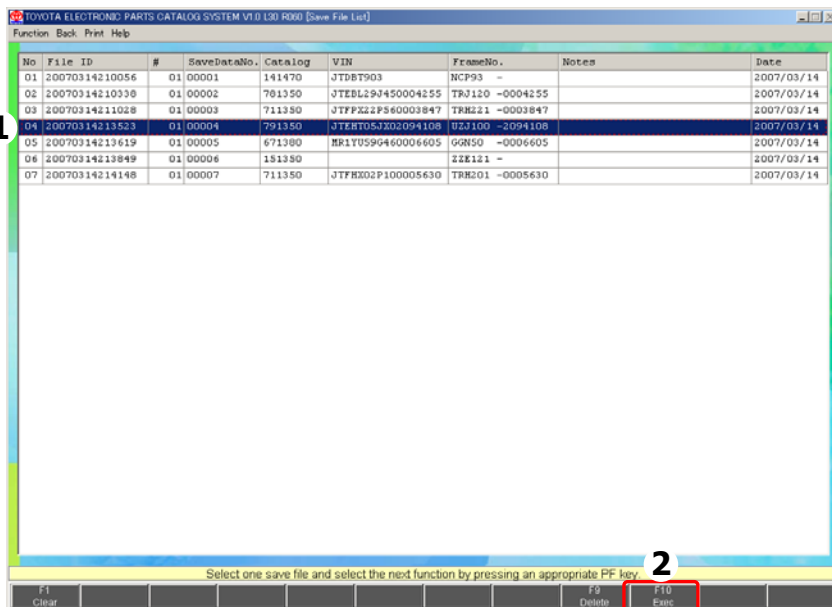 TOYOTA ELECTRONIC PARTS CATALOG SYSTEM V1.0 L30 R060 [Save File List]
Function Back Print Help
No File ID # SaveDataNo. Catalog VIN FrameNo. Notes Date
01 20070314210056 01 00001 141470 JTDBT903 NCP93 - 2007/03/14
02 20070314210338 01 00002 781350 JTEBL29J450004255 TRJ120 -0004255 2007/03/14
03 20070314211028 01 00003 711350 JTFPX22P560003847 TRH221 -0003847 2007/03/14
1
04 20070314213523 01 00004 791350 JTEHT05JX02094108 UZJ100 -2094108 2007/03/14
05 20070314213619 01 00005 671380 MR1YU59G460006605 GGN50 -0006605 2007/03/14
06 20070314213849 01 00006 151350 ZZE121 - 2007/03/14
07 20070314214148 01 00007 711350 JTFHX02P100005630 TRH201 -0005630 2007/03/14
2
Select one save file and select the next function by pressing an appropriate PF key.
F1 F9 F10
Clear Delete Exec